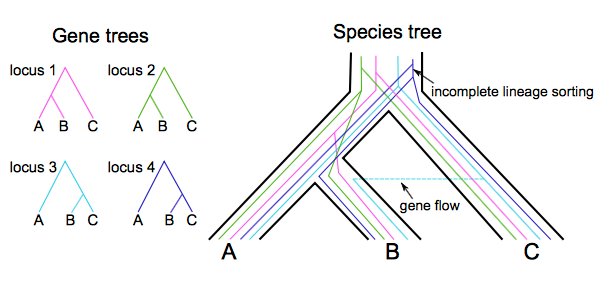 Gene trees
Species tree
locus 1
locus 2
A B C
A B C
incomplete lineage sorting
locus 3
locus 4
A B C
A B C
gene flow
A B C